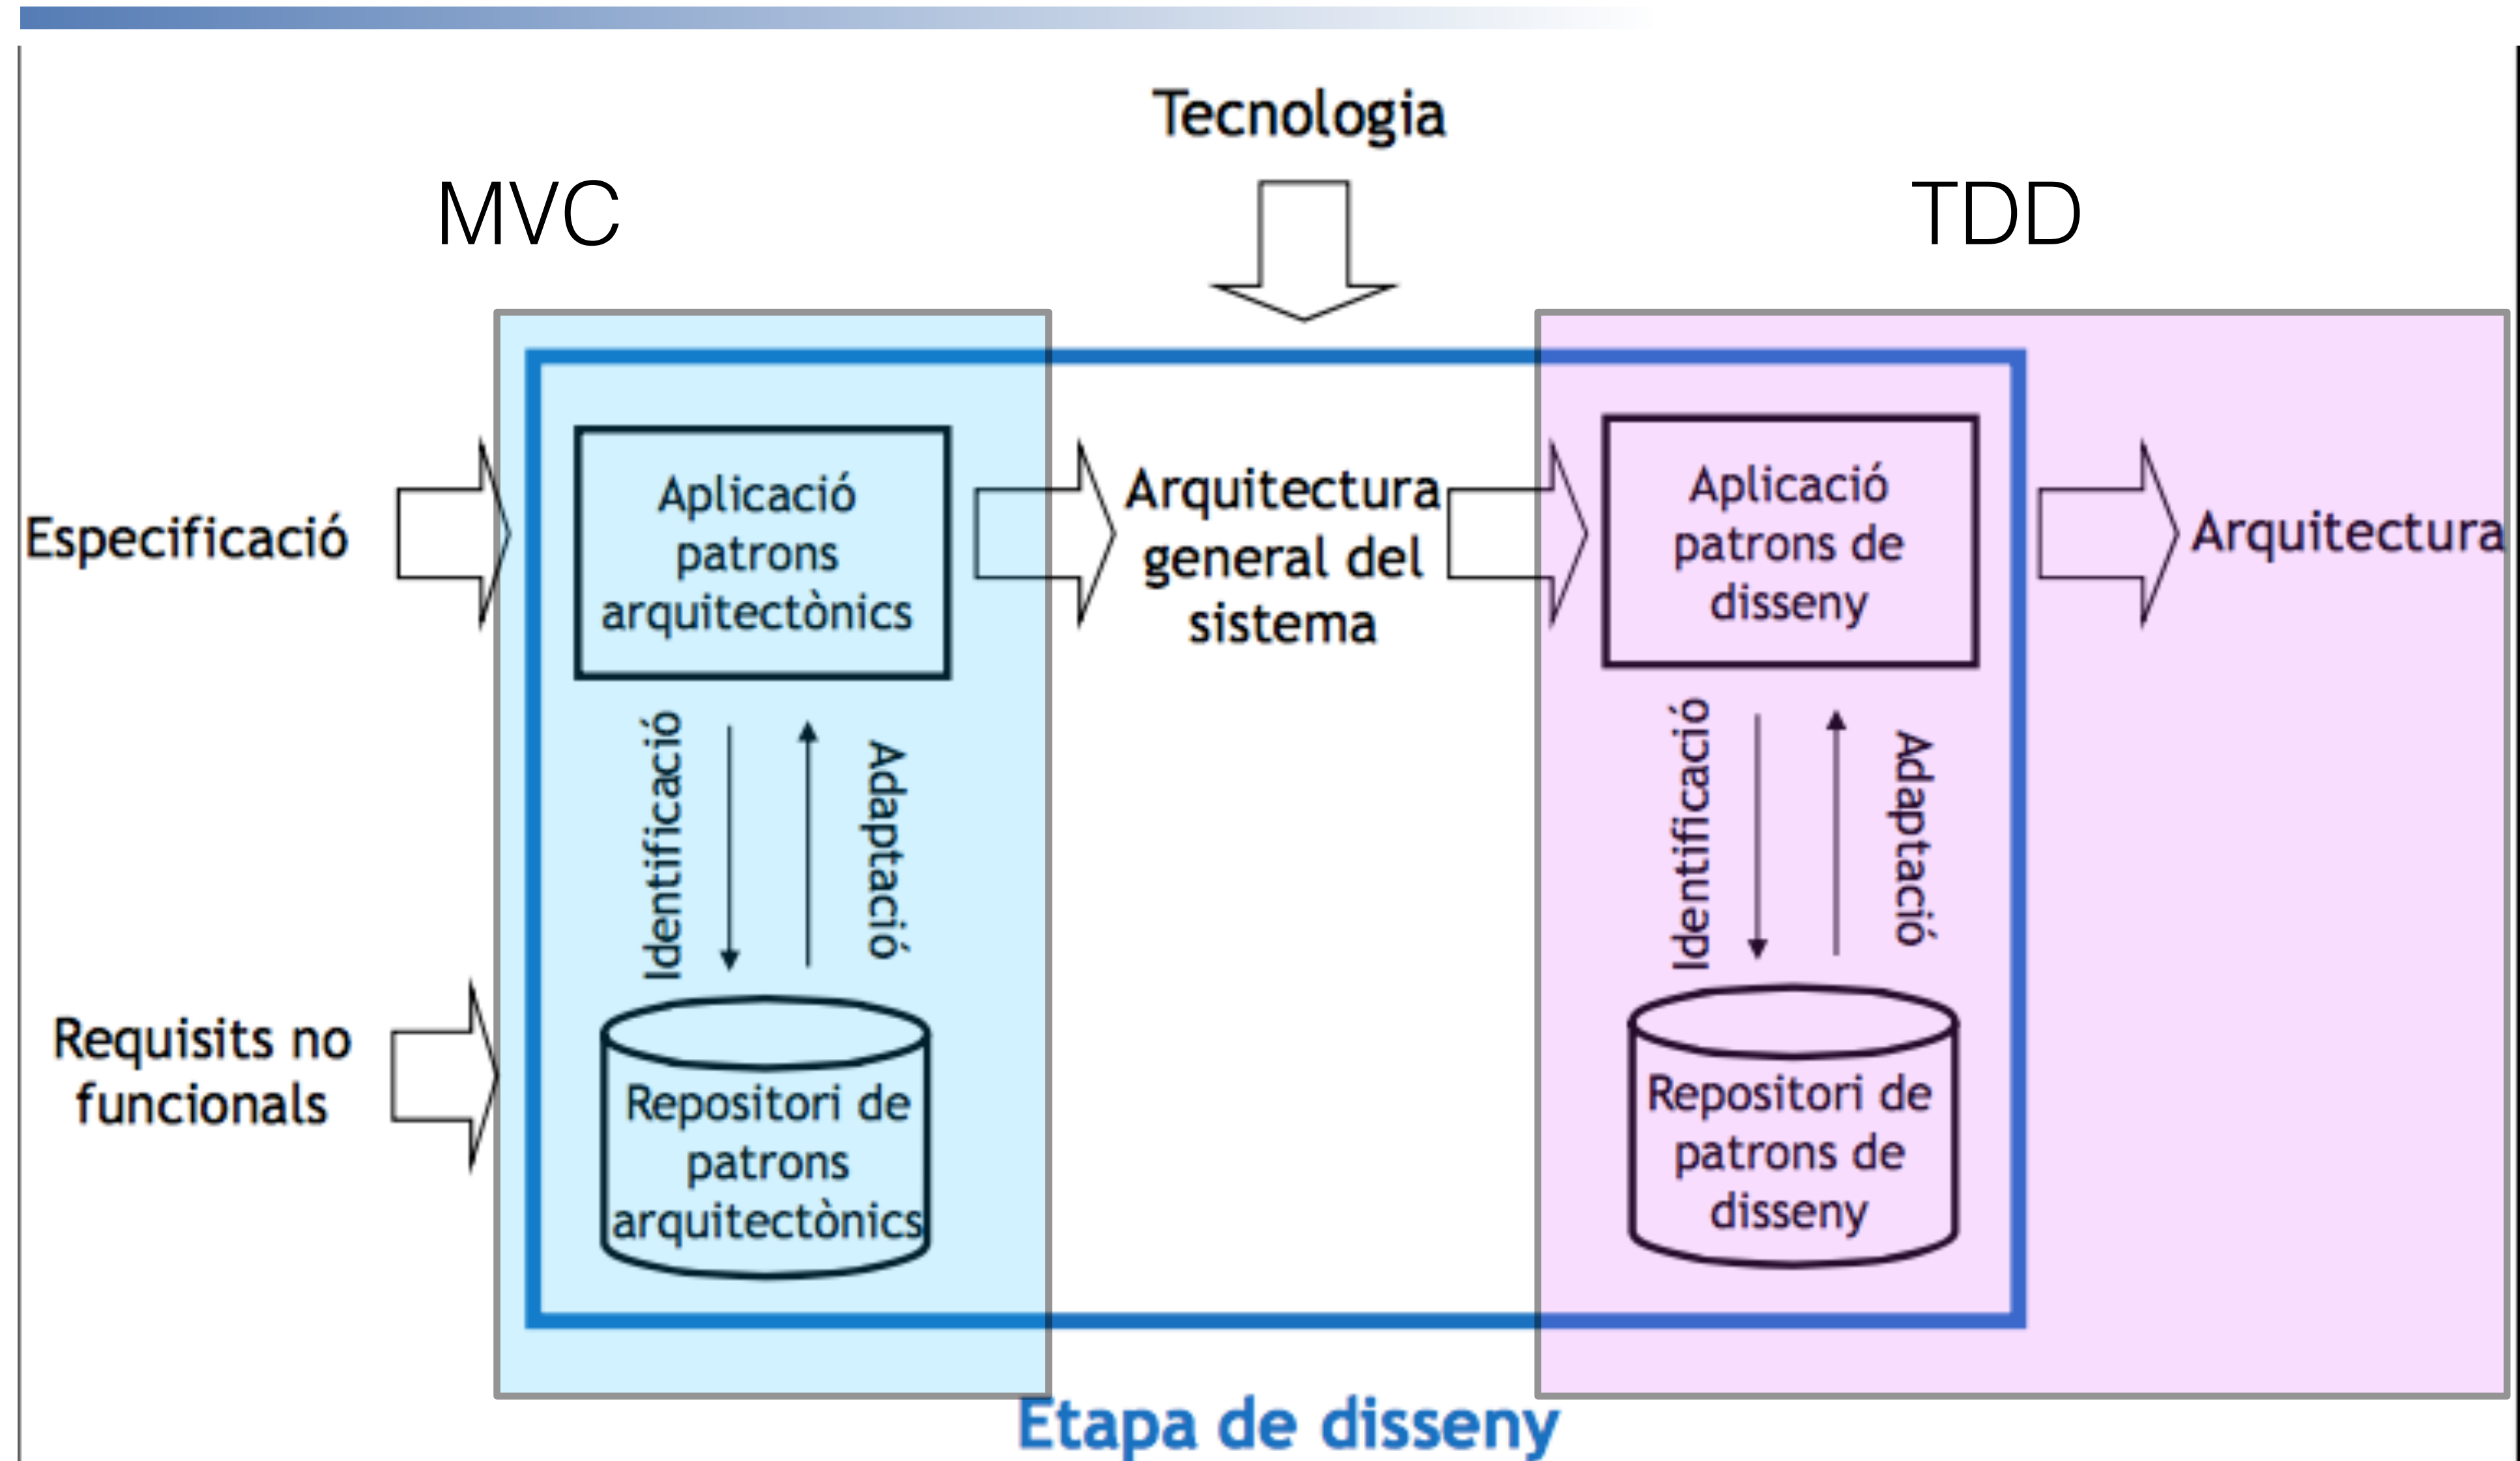 Tecnologia
MVC
TDD
Especificació
Aplicació
patrons
arquitectònics
Arquitectura
general del
sistema
Aplicació
patrons de
disseny
Arquitectura
Identificació
Adaptació
Identificació
Adaptació
Requisits no
funcionals
Repositori de
patrons
arquitectònics
Repositori de
patrons de
disseny
Etapa de disseny